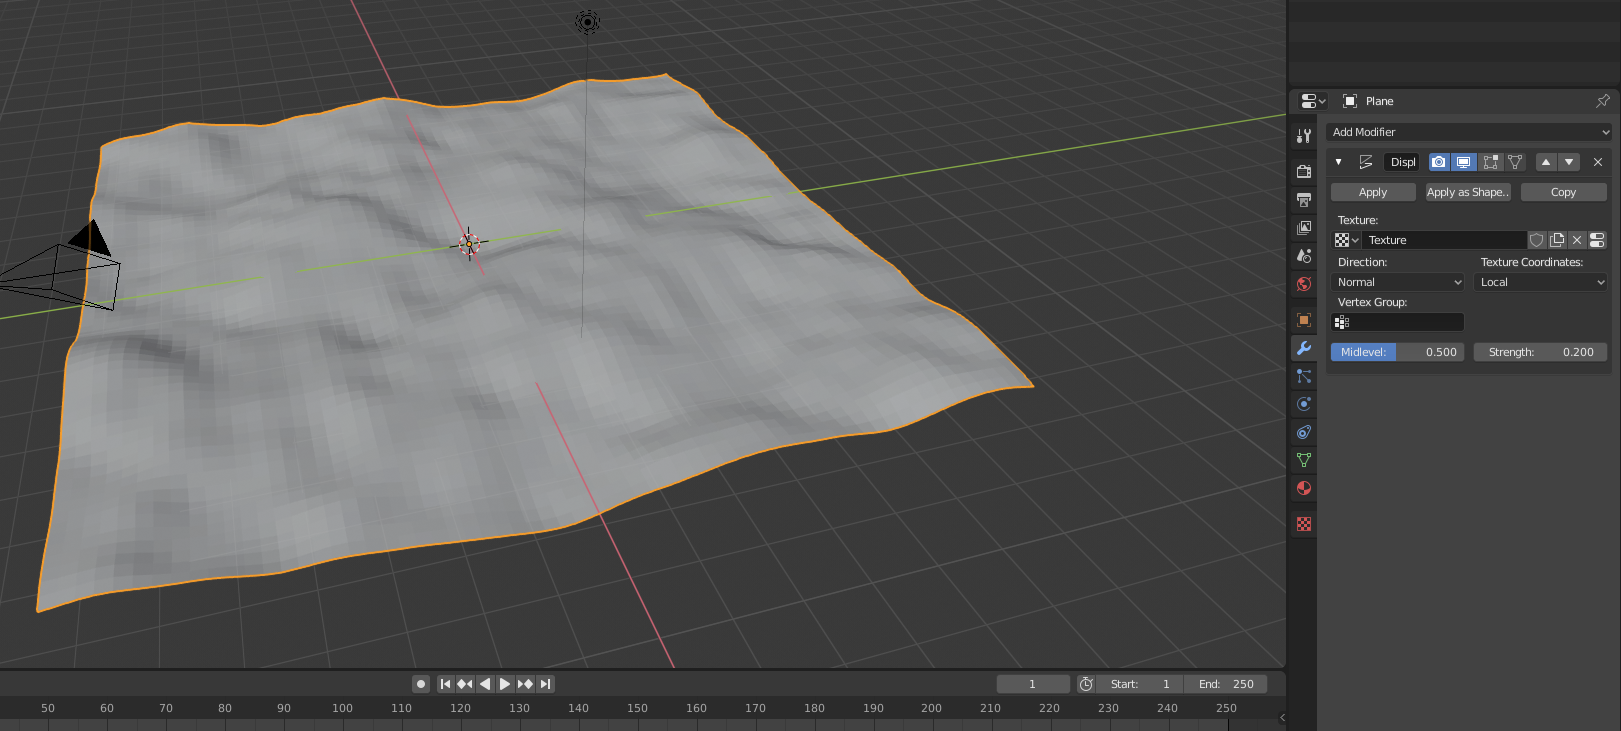 Plane
Add Modifier
Displ
Apply Apply as Shape.. Copy
Texture:
Texture
Direction: Texture Coordinates:
Normal Local
Vertex Group:
Midlevel: 0.500 Strength: 0.200
1 Start: 1 End: 250
50 60 70 80 90 100 110 120 130 140 150 160 170 180 190 200 210 220 230 240 250